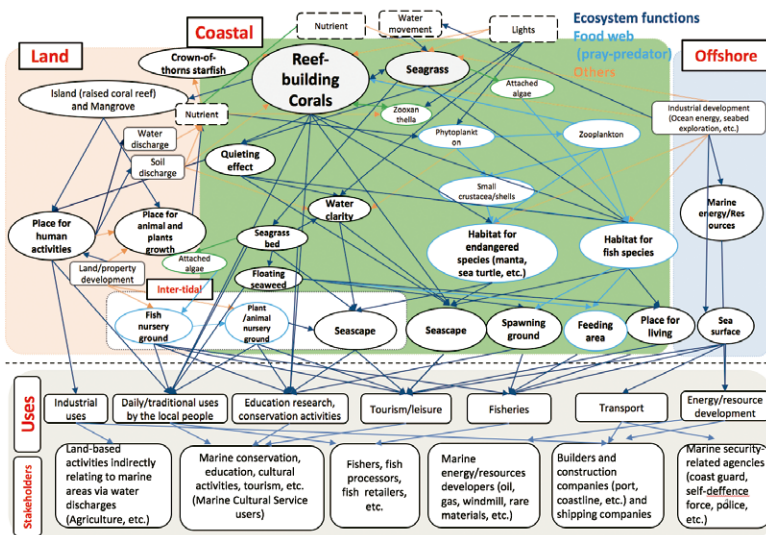 Nutrient
Water
movement
Lights
Ecosystem functions
Food web
(pray-predator)
Others
Land
Coastal
Offshore
Crown-of-
thorns starfish
Reef-
building
Corals
Seagrass
Attached
algae
Island (raised coral reef)
and Mangrove
Nutrient
Zooxan
thella
Industrial development
(Ocean energy, seabed
exploration, etc.)
Water
discharge
Soil
discharge
Phytoplankt
on
Zooplankton
Quieting
effect
Small
crustacea/shells
Marine
energy/Res
ources
Place for
human
activities
Place for
animal and
plants
growth
Water
clarity
Seagrass
bed
Habitat for
endangered
species (manta,
sea turtle, etc.)
Habitat for
fish species
Attached
algae
Land/property
development
Floating
seaweed
Inter-tidal
Fish
nursery
ground
Plant
/animal
nursery
ground
Seascape
Seascape
Spawning
ground
Feeding
area
Place for
living
Sea
surface
Uses
Industrial
uses
Daily/traditional uses
by the local people
Education research,
conservation activities
Tourism/leisure
Fisheries
Transport
Energy/resource
development
Stakeholders
Land-based
activities indirectly
relating to marine
areas via water
discharges
(Agriculture, etc.)
Marine conservation,
education, cultural
activities, tourism, etc.
(Marine Cultural Service
users)
Fishers, fish
processors,
fish retailers,
etc.
Marine
energy/resources
developers (oil,
gas, windmill, rare
materials, etc.)
Builders and
construction
companies (port,
coastline, etc.) and
shipping companies
Marine security-
related agencies
(coast guard,
self-deffence
force, police,
etc.)